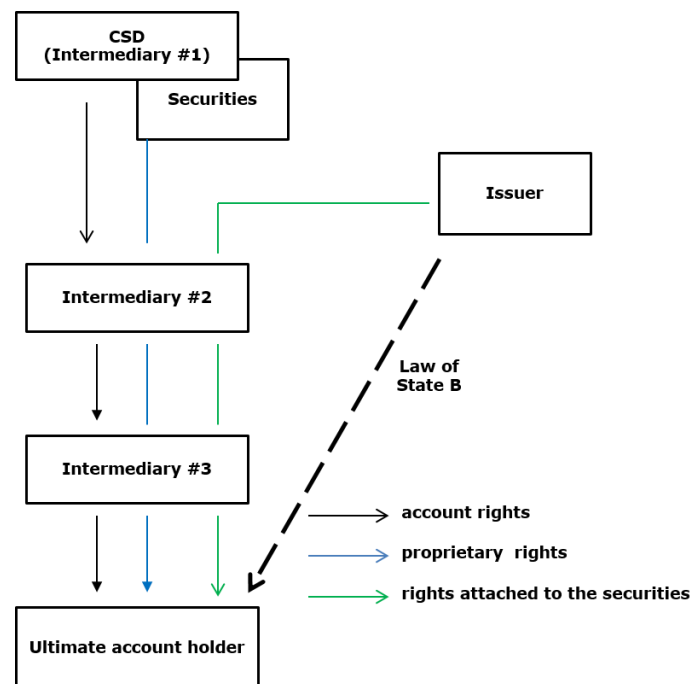 CSD
(Intermediary #1)
Securities
Issuer
Intermediary #2
Law of
State B
Intermediary #3
account rights
proprietary rights
rights attached to the securities
Ultimate account holder